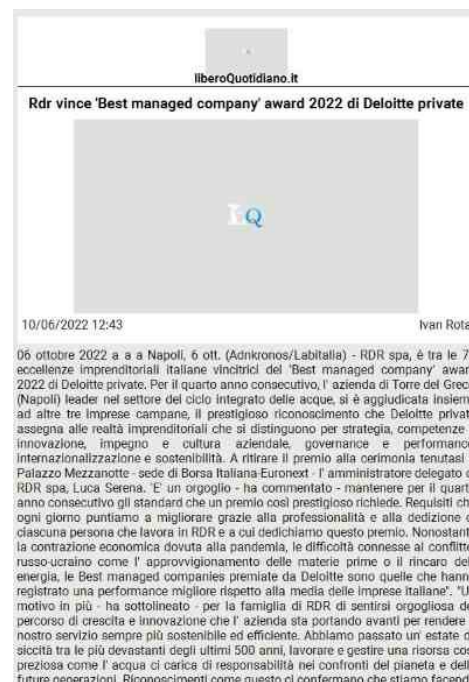 liberoQuotidiano.it
Rdr vince 'Best managed company' award 2022 di Deloitte private
LQ
10/06/2022 12:43
Ivan Rota
06 ottobre 2022 a a a Napoli, 6 ott. (Adnkronos/Labitalia) - RDR spa, è tra le 7
eccellenze imprenditoriali italiane vincitrici del 'Best managed company' awar
2022 di Deloitte private. Per il quarto anno consecutivo, l' azienda di Torre del Grec
(Napoli) leader nel settore del ciclo integrato delle acque, si è aggiudicata insiem
ad altre tre imprese campane, il prestigioso riconoscimento che Deloitte privat
assegna alle realtà imprenditoriali che si distinguono per strategia, competenze
innovazione, impegno e cultura aziendale, governance e performance
internazionalizzazione e sostenibilità. A ritirare il premio alla cerimonia tenutasi
Palazzo Mezzanotte - sede di Borsa Italiana-Euronext - l' amministratore delegato d
RDR spa, Luca Serena. 'E' un orgoglio - ha commentato - mantenere per il quart
anno consecutivo gli standard che un premio così prestigioso richiede. Requisiti ch
ogni giorno puntiamo a migliorare grazie alla professionalità e alla dedizione d
ciascuna persona che lavora in RDR e a cui dedichiamo questo premio. Nonostant
la contrazione economica dovuta alla pandemia, le difficoltà connesse al conflitt
russo-ucraino come l' approvvigionamento delle materie prime o il rincaro del
energia, le Best managed companies premiate da Deloitte sono quelle che hann
registrato una performance migliore rispetto alla media delle imprese italiane". "U
motivo in più - ha sottolineato - per la famiglia di RDR di sentirsi orgogliosa de
percorso di crescita e innovazione che l' azienda sta portando avanti per rendere
nostro servizio sempre più sostenibile ed efficiente. Abbiamo passato un' estate d
siccità tra le più devastanti degli ultimi 500 anni, lavorare e gestire una risorsa cos
preziosa come l' acqua ci carica di responsabilità nei confronti del pianeta e dell
future generazioni. Riconoscimenti come questo ci confermano che stiamo facend